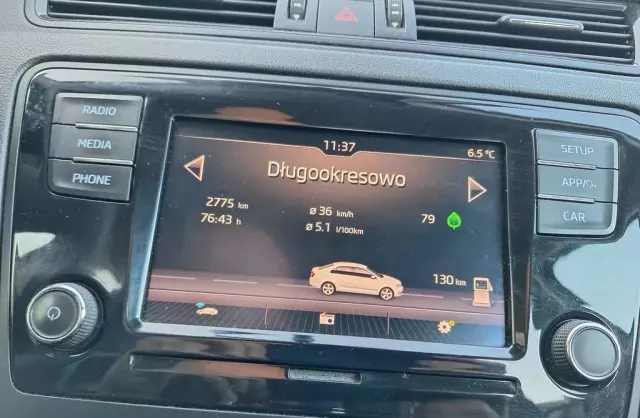 RADIO
MEDIA
PHONE
11:37
6.5 °C
Długookresowo
2775 km
76:43 h
ø 36 km/h
ø 5.1 l/100km
79
130 km
SETUP
APP/
CAR